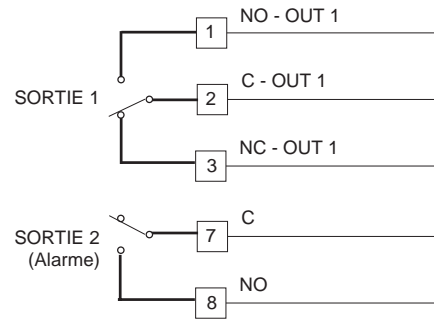 NO - OUT 1
1
SORTIE 1
C - OUT 1
2
NC - OUT 1
3
SORTIE 2
(Alarme)
C
7
NO
8